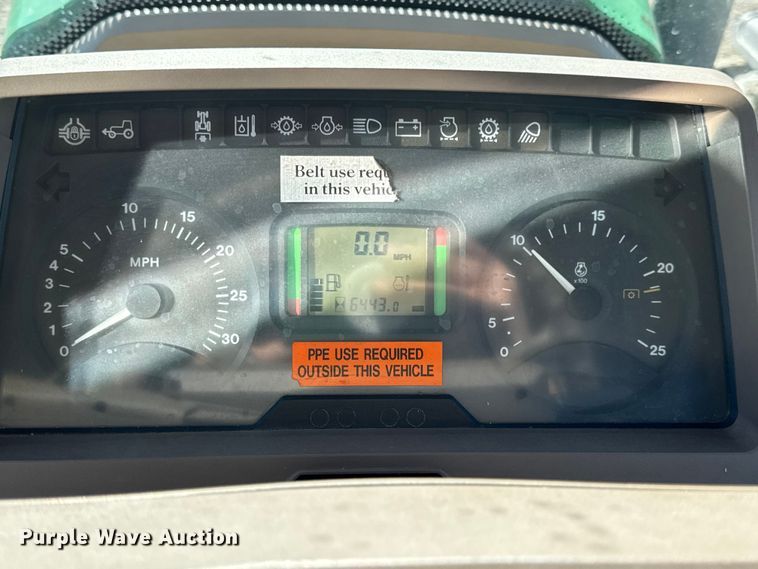 Belt use requ
in this vehic
10
15
5
20
MPH
3
25
2
1
30
0
0.0
MPH
6443.0
15
10
20
x100
5
0
25
PPE USE REQUIRED
OUTSIDE THIS VEHICLE
Purple Wave Auction